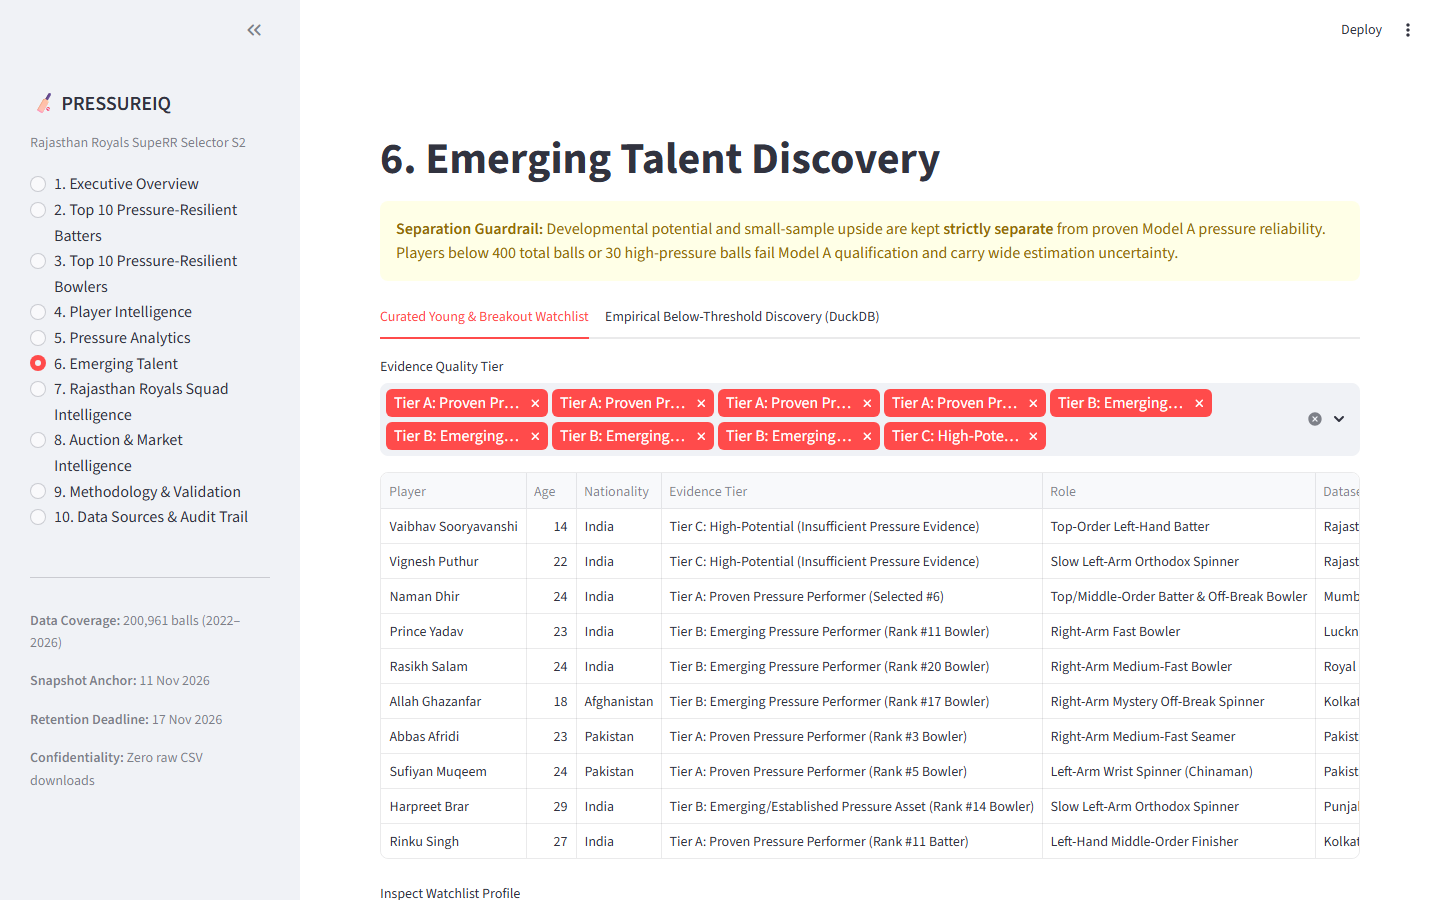 Deploy
PRESSUREIQ
Rajasthan Royals SupeRR Selector S2
1. Executive Overview
2. Top 10 Pressure-Resilient
Batters
3. Top 10 Pressure-Resilient
Bowlers
4. Player Intelligence
5. Pressure Analytics
6. Emerging Talent
7. Rajasthan Royals Squad
Intelligence
8. Auction & Market
Intelligence
9. Methodology & Validation
10. Data Sources & Audit Trail
Data Coverage: 200,961 balls (2022–
2026)
Snapshot Anchor: 11 Nov 2026
Retention Deadline: 17 Nov 2026
Confidentiality: Zero raw CSV
downloads
6. Emerging Talent Discovery
Separation Guardrail: Developmental potential and small-sample upside are kept strictly separate from proven Model A pressure reliability.
Players below 400 total balls or 30 high-pressure balls fail Model A qualification and carry wide estimation uncertainty.
Curated Young & Breakout Watchlist Empirical Below-Threshold Discovery (DuckDB)
Evidence Quality Tier
Tier A: Proven Pr... Tier A: Proven Pr... Tier A: Proven Pr... Tier A: Proven Pr... Tier B: Emerging...
Tier B: Emerging... Tier B: Emerging... Tier B: Emerging... Tier C: High-Pote...
Player Age Nationality Evidence Tier Role Datase
Vaibhav Sooryavanshi 14 India Tier C: High-Potential (Insufficient Pressure Evidence) Top-Order Left-Hand Batter Rajast
Vignesh Puthur 22 India Tier C: High-Potential (Insufficient Pressure Evidence) Slow Left-Arm Orthodox Spinner Rajast
Naman Dhir 24 India Tier A: Proven Pressure Performer (Selected #6) Top/Middle-Order Batter & Off-Break Bowler Mumb
Prince Yadav 23 India Tier B: Emerging Pressure Performer (Rank #11 Bowler) Right-Arm Fast Bowler Luckn
Rasikh Salam 24 India Tier B: Emerging Pressure Performer (Rank #20 Bowler) Right-Arm Medium-Fast Bowler Royal
Allah Ghazanfar 18 Afghanistan Tier B: Emerging Pressure Performer (Rank #17 Bowler) Right-Arm Mystery Off-Break Spinner Kolkat
Abbas Afridi 23 Pakistan Tier A: Proven Pressure Performer (Rank #3 Bowler) Right-Arm Medium-Fast Seamer Pakist
Sufiyan Muqeem 24 Pakistan Tier A: Proven Pressure Performer (Rank #5 Bowler) Left-Arm Wrist Spinner (Chinaman) Pakist
Harpreet Brar 29 India Tier B: Emerging/Established Pressure Asset (Rank #14 Bowler) Slow Left-Arm Orthodox Spinner Punjal
Rinku Singh 27 India Tier A: Proven Pressure Performer (Rank #11 Batter) Left-Hand Middle-Order Finisher Kolkat
Inspect Watchlist Profile